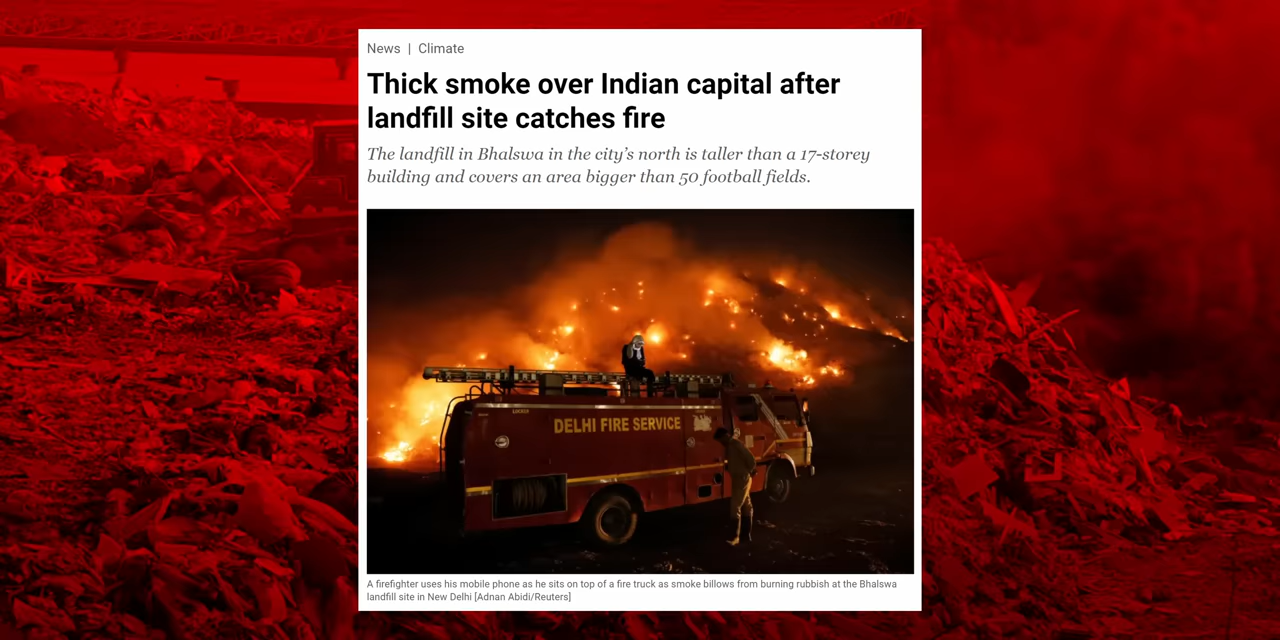 News | Climate
Thick smoke over Indian capital after
landfill site catches fire
The landfill in Bhalswa in the city’s north is taller than a 17-storey
building and covers an area bigger than 50 football fields.
DELHI FIRE SERVICE
A firefighter uses his mobile phone as he sits on top of a fire truck as smoke billows from burning rubbish at the Bhalswa
landfill site in New Delhi [Adnan Abidi/Reuters]